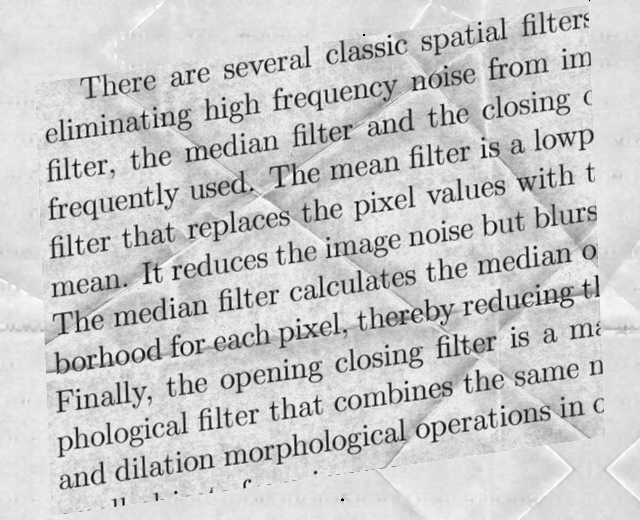 There are several classic spatial filters
eliminating high frequency noise from im
filter, the median filter and the closing
frequently used. The mean filter is a lowp
filter that replaces the pixel values with t
mean. It reduces the image noise but blurs
The median filter calculates the median o
borhood for each pixel, thereby reducing th
Finally, the opening closing filter is a ma
phological filter that combines the same n
and dilation morphological operations in